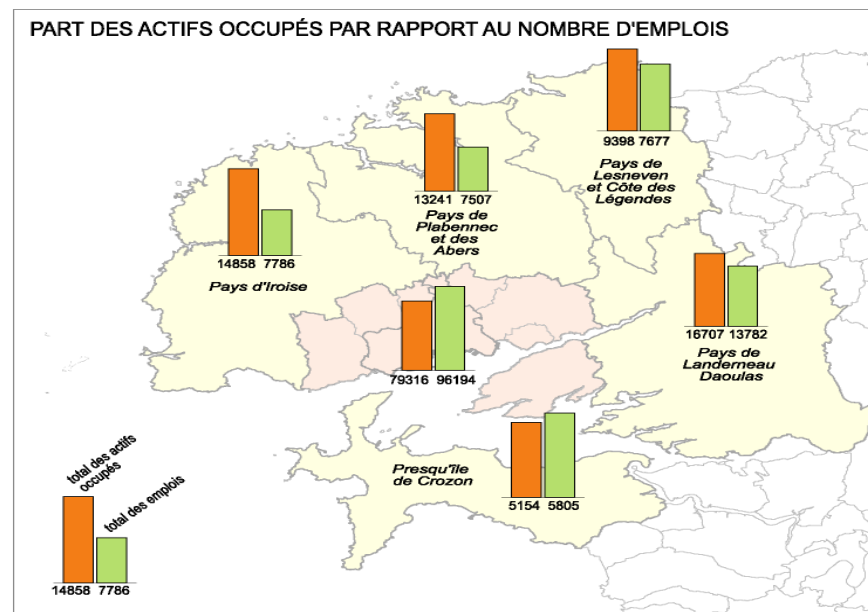 PART DES ACTIFS OCCUPÉS PAR RAPPORT AU NOMBRE D'EMPLOIS
9398 7677
Pays de
Lesneven
et Côte des
Légendes
13241 7507
Pays de
Plabennec
et des
Abers
14858 7786
Pays d'Iroise
16707 13782
Pays de
Landerneau
Daoulas
79316 96194
Presqu'île
de Crozon
5154 5805
total des actifs
occupés
total des emplois
14858 7786